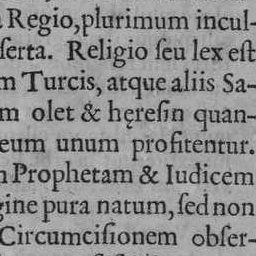 Regio, plurimum incul-
ſerta. Religio ſeu lex eſt
m Turcis, atque aliis Sa-
m olet & hęreſin quan-
eum unum profitentur.
Prophetam & Iudicem
gine pura natum, ſed non
Circumciſionem obſer-